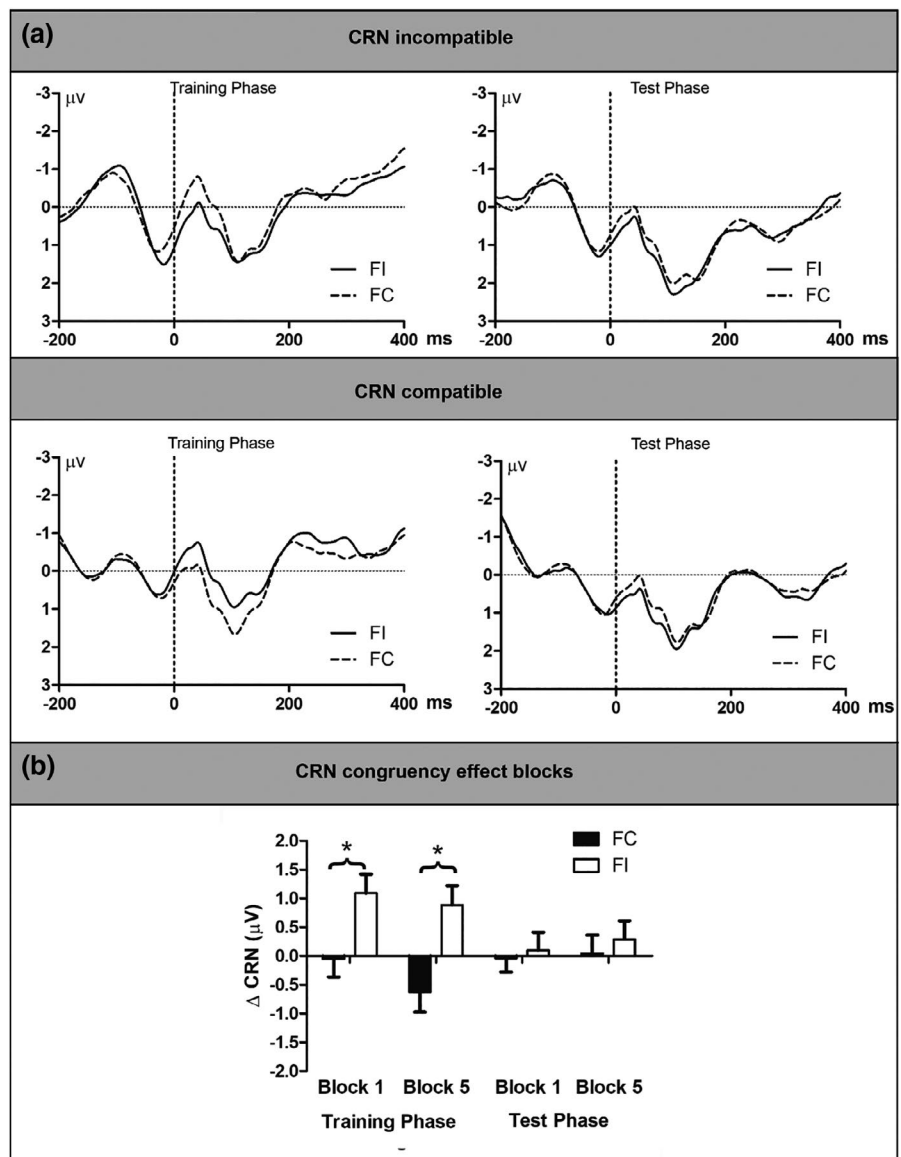 (a)
CRN incompatible
Training Phase
Test Phase
-3
-2
-1
0
1
2
3
µV
-200
0
200
400 ms
FI
FC
-3
-2
-1
0
1
2
3
µV
-200
0
200
400 ms
FI
FC
CRN compatible
Training Phase
Test Phase
-3
-2
-1
0
1
2
3
µV
-200
0
200
400 ms
FI
FC
-3
-2
-1
0
1
2
3
µV
-200
0
200
400 ms
FI
FC
(b)
CRN congruency effect blocks
FC
FI
Δ CRN (µV)
2.0
1.5
1.0
0.5
0.0
-0.5
-1.0
-1.5
-2.0
*
*
Block 1 Block 5 Block 1 Block 5
Training Phase Test Phase